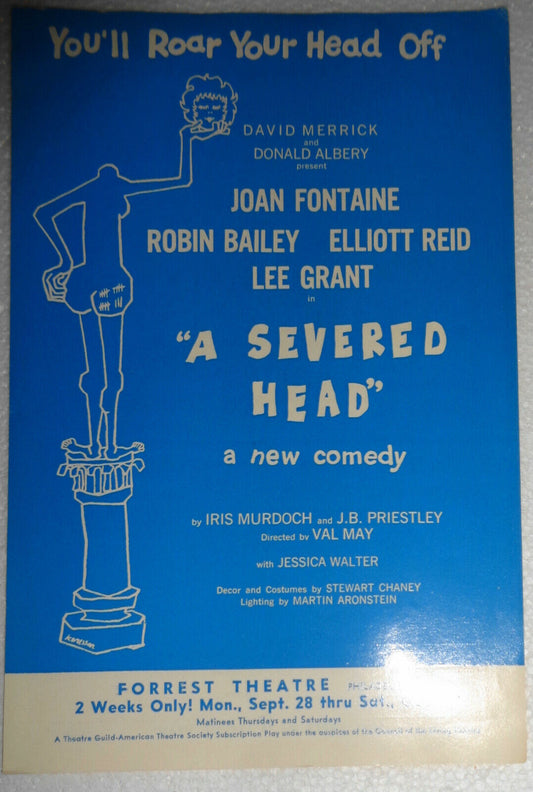 You'll Roar Your Head Off
DAVID MERRICK
and
DONALD ALBERY
present
JOAN FONTAINE
ROBIN BAILEY ELLIOTT REID
LEE GRANT
in
"A SEVERED
HEAD"
a new comedy
by IRIS MURDOCH and J.B. PRIESTLEY
Directed by VAL MAY
with JESSICA WALTER
Decor and Costumes by STEWART CHANEY
Lighting by MARTIN ARONSTEIN
FORREST THEATRE
2 Weeks Only! Mon., Sept. 28 thru Sat.,
Matinees Thursdays and Saturdays
A Theatre Guild-American Theatre Society Subscription Play under the auspices of the